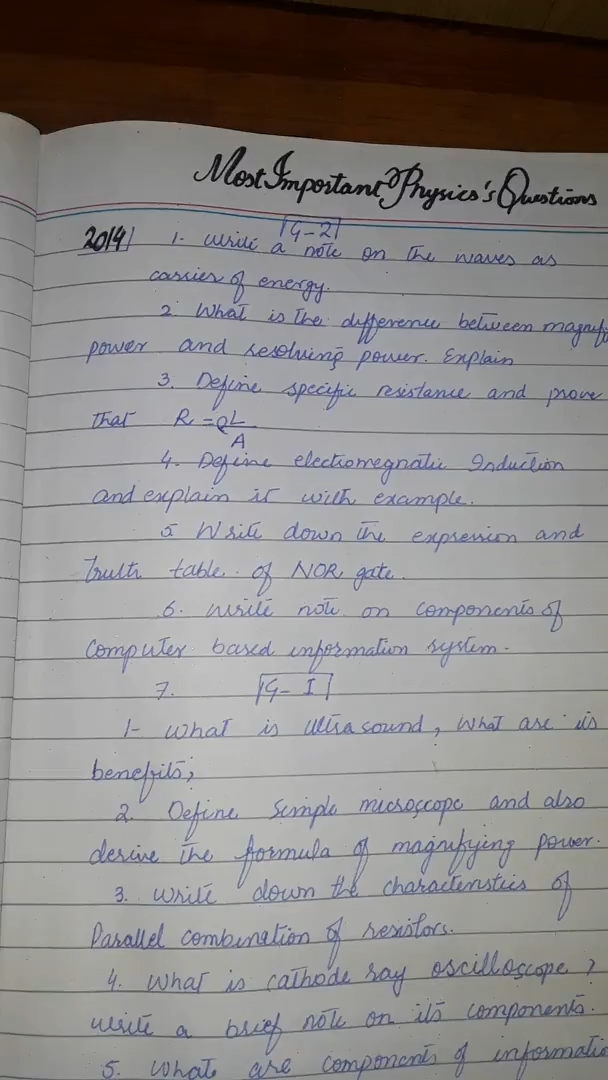 Most Important Physics's Questions
2014 G-2
1. Write a note on the waves as
carrier of energy.
2. What is the difference between
power and resolving power. Explain
3. Define specific resistance and prove
that R = ρL/A
4. Define electromegnatic Induction
and explain it with example.
5. Write down the expression and
Truth table of NOR gate.
6. Write note on components of
computer based information system.
7. G-I
1- What is ultrasound, what are its
benefits;
2. Define simple microscope and also
derive the formula of magnifying power.
3. Write down the characterstics of
Parallel combination of resistors.
4. What is cathode ray oscilloscope ?
write a brief note on its components.
5. What are components of